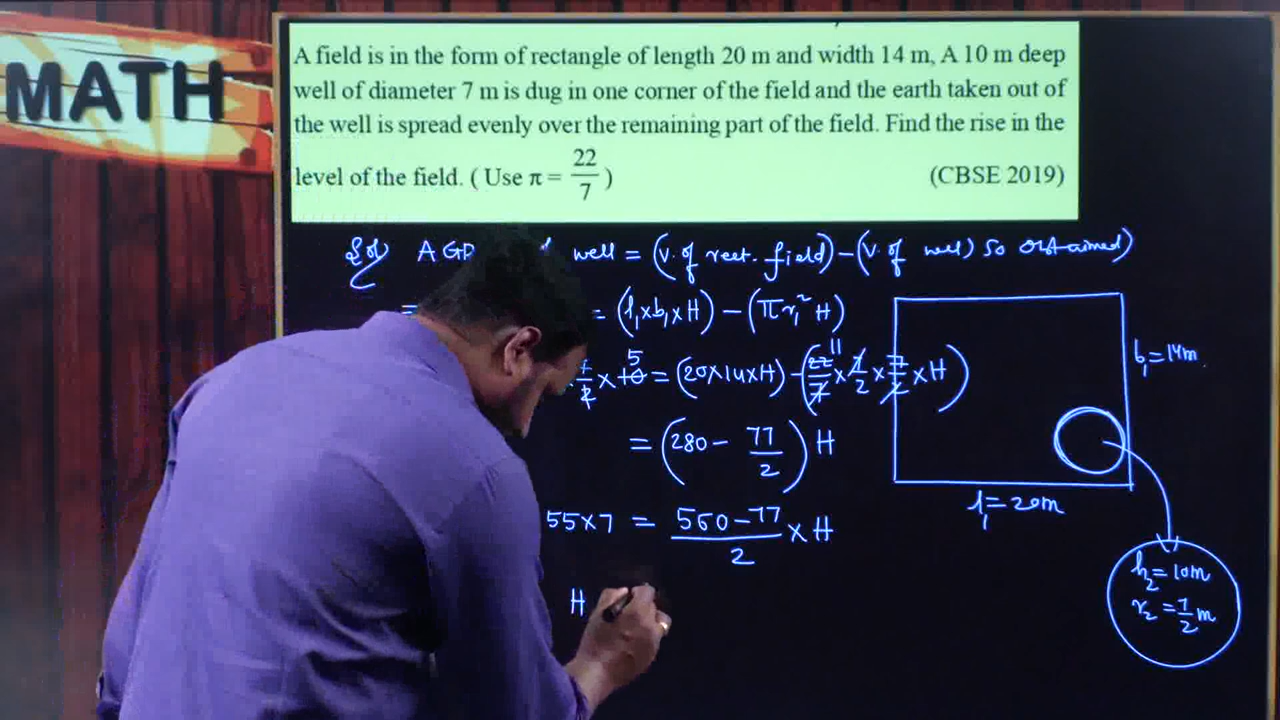 MATH
A field is in the form of rectangle of length 20 m and width 14 m, A 10 m deep
well of diameter 7 m is dug in one corner of the field and the earth taken out of
the well is spread evenly over the remaining part of the field. Find the rise in the
level of the field. ( Use π = 22/7 ) (CBSE 2019)
Sol A well = (V. of rect. field) - (V. of well) So obtained)
= = (l₁×b₁×H) - (πr₁² H)
× 10 5 = (20×14×H) - (22/7 11 × 7/2 × 7/2 × H)
= (280 - 77/2) H
55×7 = 560-77/2 × H
H
b₁=14m
l₁=20m
h₂=10m
r₂=7/2 m